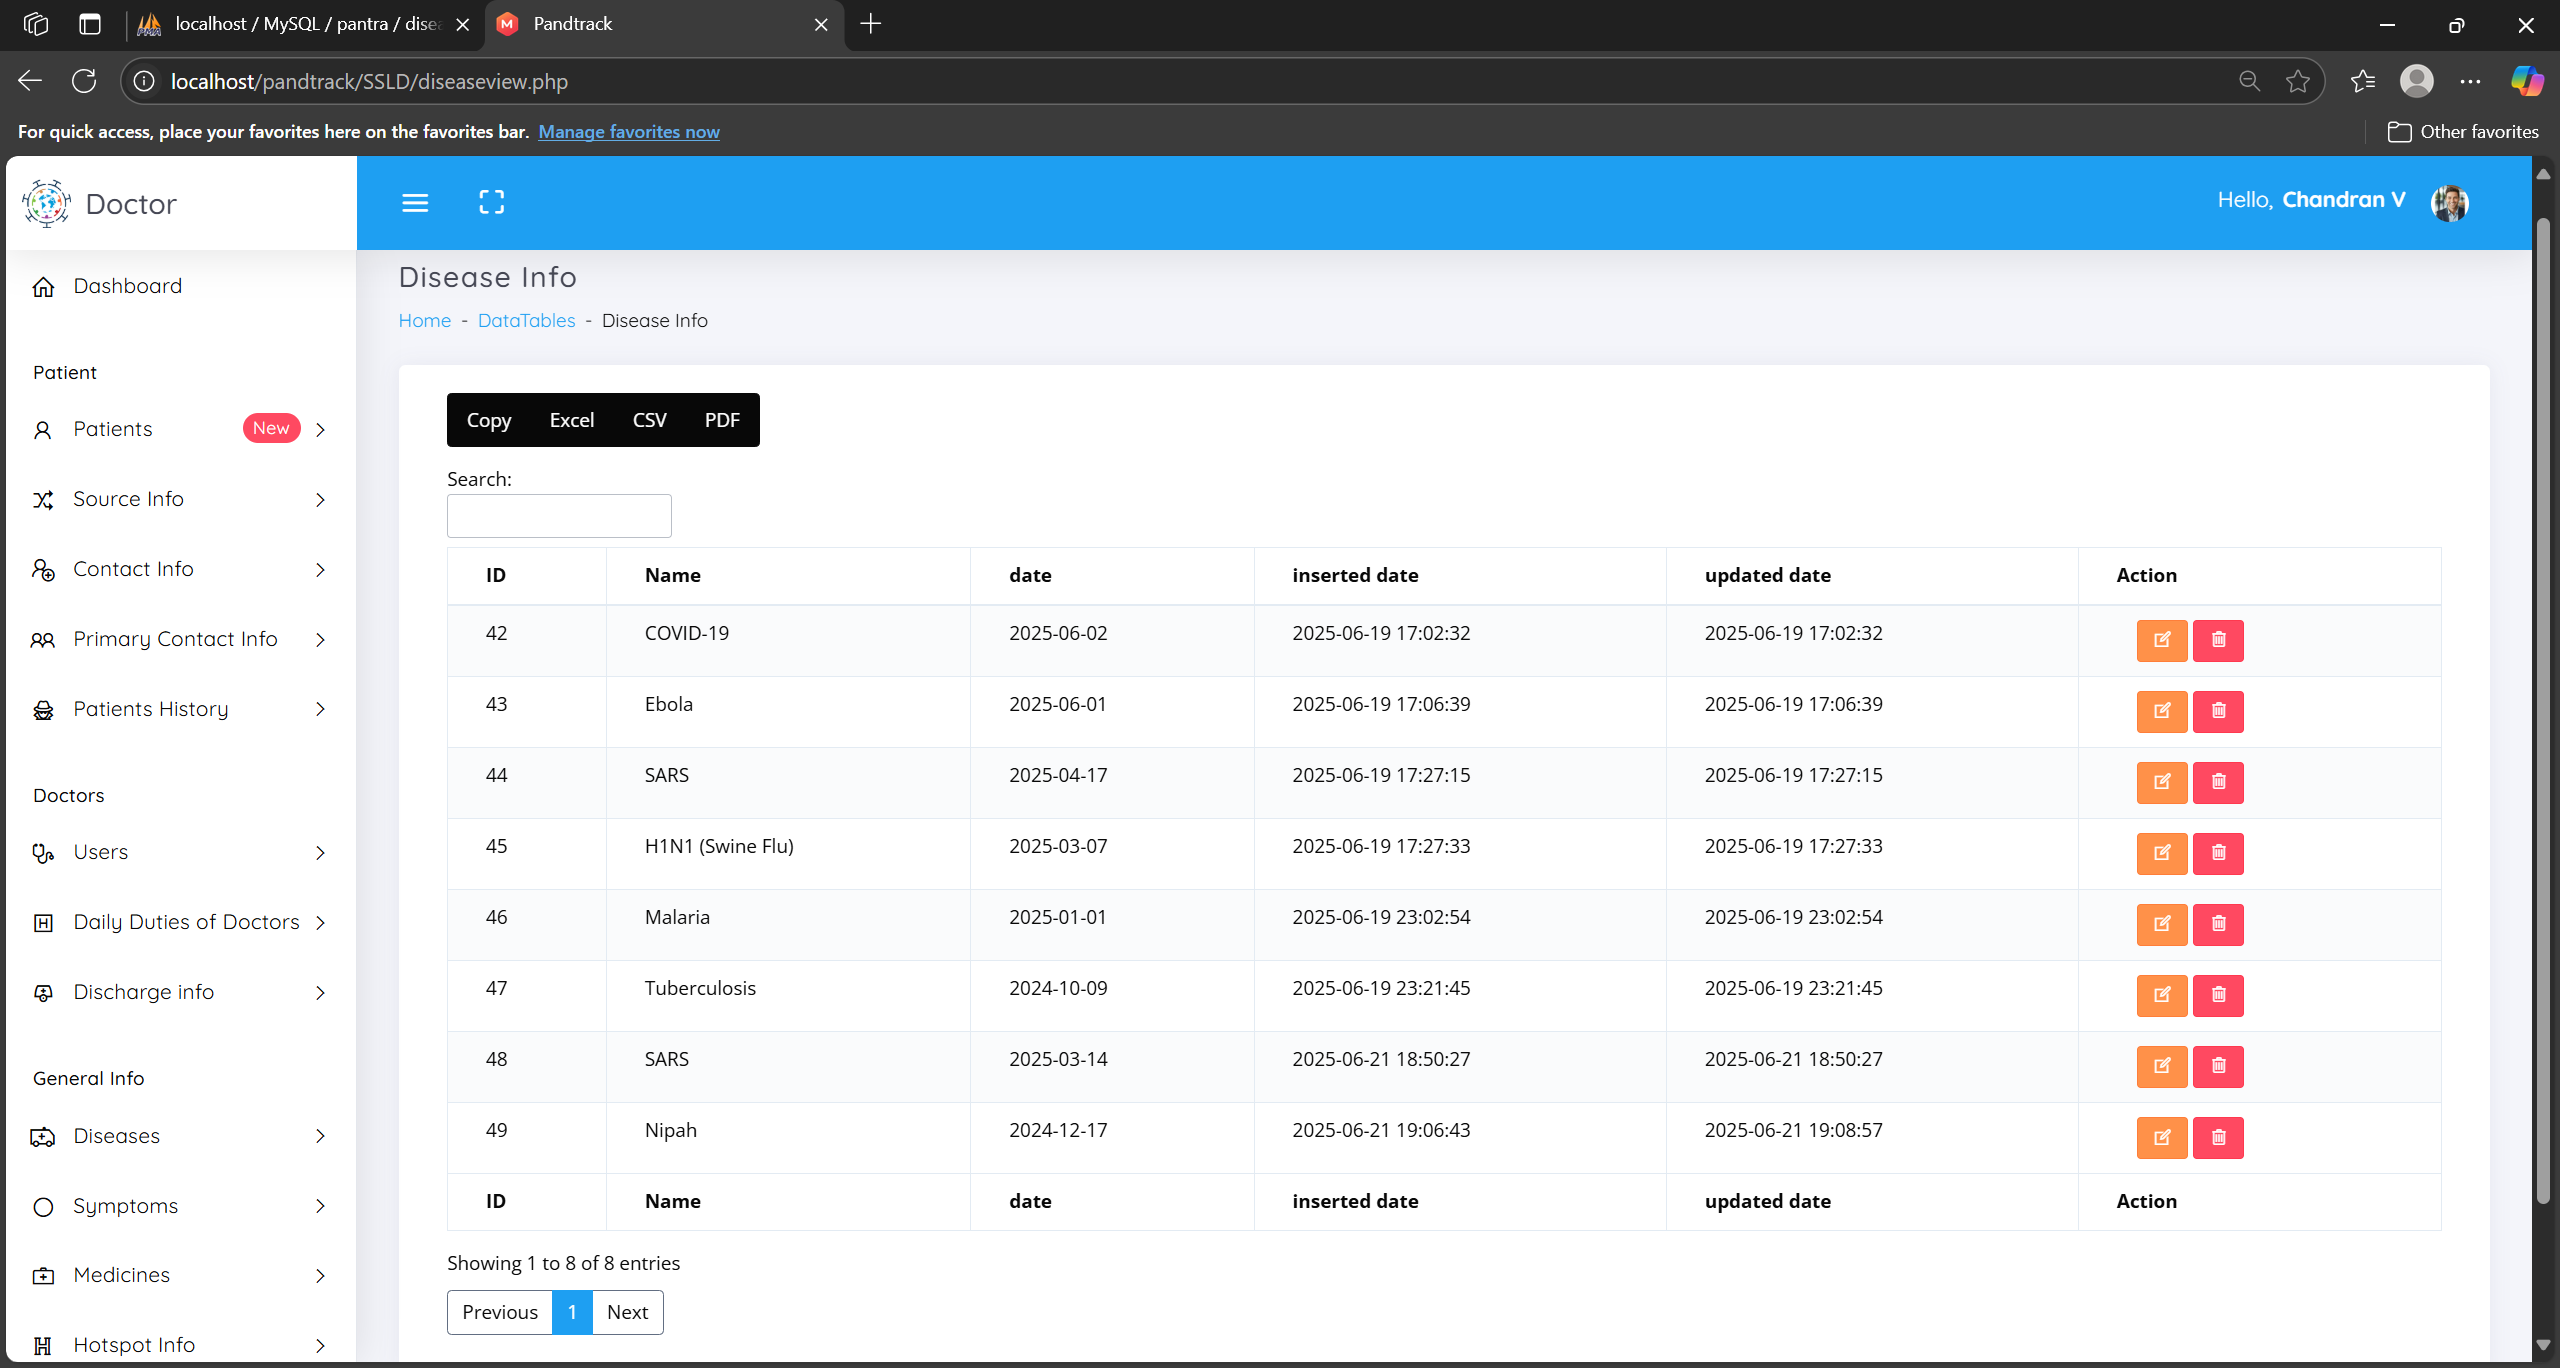 localhost / MySQL / pantra / dise
Pandtrack
localhost/pandtrack/SSLD/diseaseview.php
For quick access, place your favorites here on the favorites bar. Manage favorites now
Other favorites
Doctor
Hello, Chandran V
Dashboard
Patient
Patients New
Source Info
Contact Info
Primary Contact Info
Patients History
Doctors
Users
Daily Duties of Doctors
Discharge info
General Info
Diseases
Symptoms
Medicines
Hotspot Info
Disease Info
Home - DataTables - Disease Info
Copy Excel CSV PDF
Search:
ID Name date inserted date updated date Action
42 COVID-19 2025-06-02 2025-06-19 17:02:32 2025-06-19 17:02:32
43 Ebola 2025-06-01 2025-06-19 17:06:39 2025-06-19 17:06:39
44 SARS 2025-04-17 2025-06-19 17:27:15 2025-06-19 17:27:15
45 H1N1 (Swine Flu) 2025-03-07 2025-06-19 17:27:33 2025-06-19 17:27:33
46 Malaria 2025-01-01 2025-06-19 23:02:54 2025-06-19 23:02:54
47 Tuberculosis 2024-10-09 2025-06-19 23:21:45 2025-06-19 23:21:45
48 SARS 2025-03-14 2025-06-21 18:50:27 2025-06-21 18:50:27
49 Nipah 2024-12-17 2025-06-21 19:06:43 2025-06-21 19:08:57
ID Name date inserted date updated date Action
Showing 1 to 8 of 8 entries
Previous 1 Next